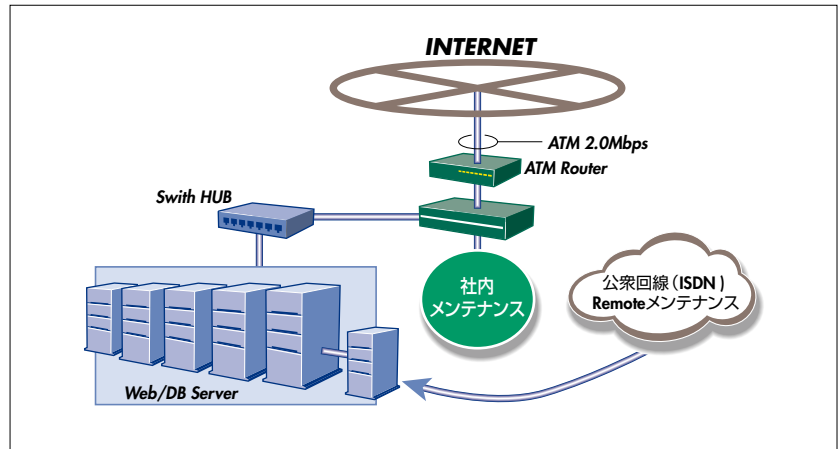 INTERNET
ATM 2.0Mbps
ATM Router
Swith HUB
社内
メンテナンス
公衆回線（ISDN）
Remoteメンテナンス
Web/DB Server